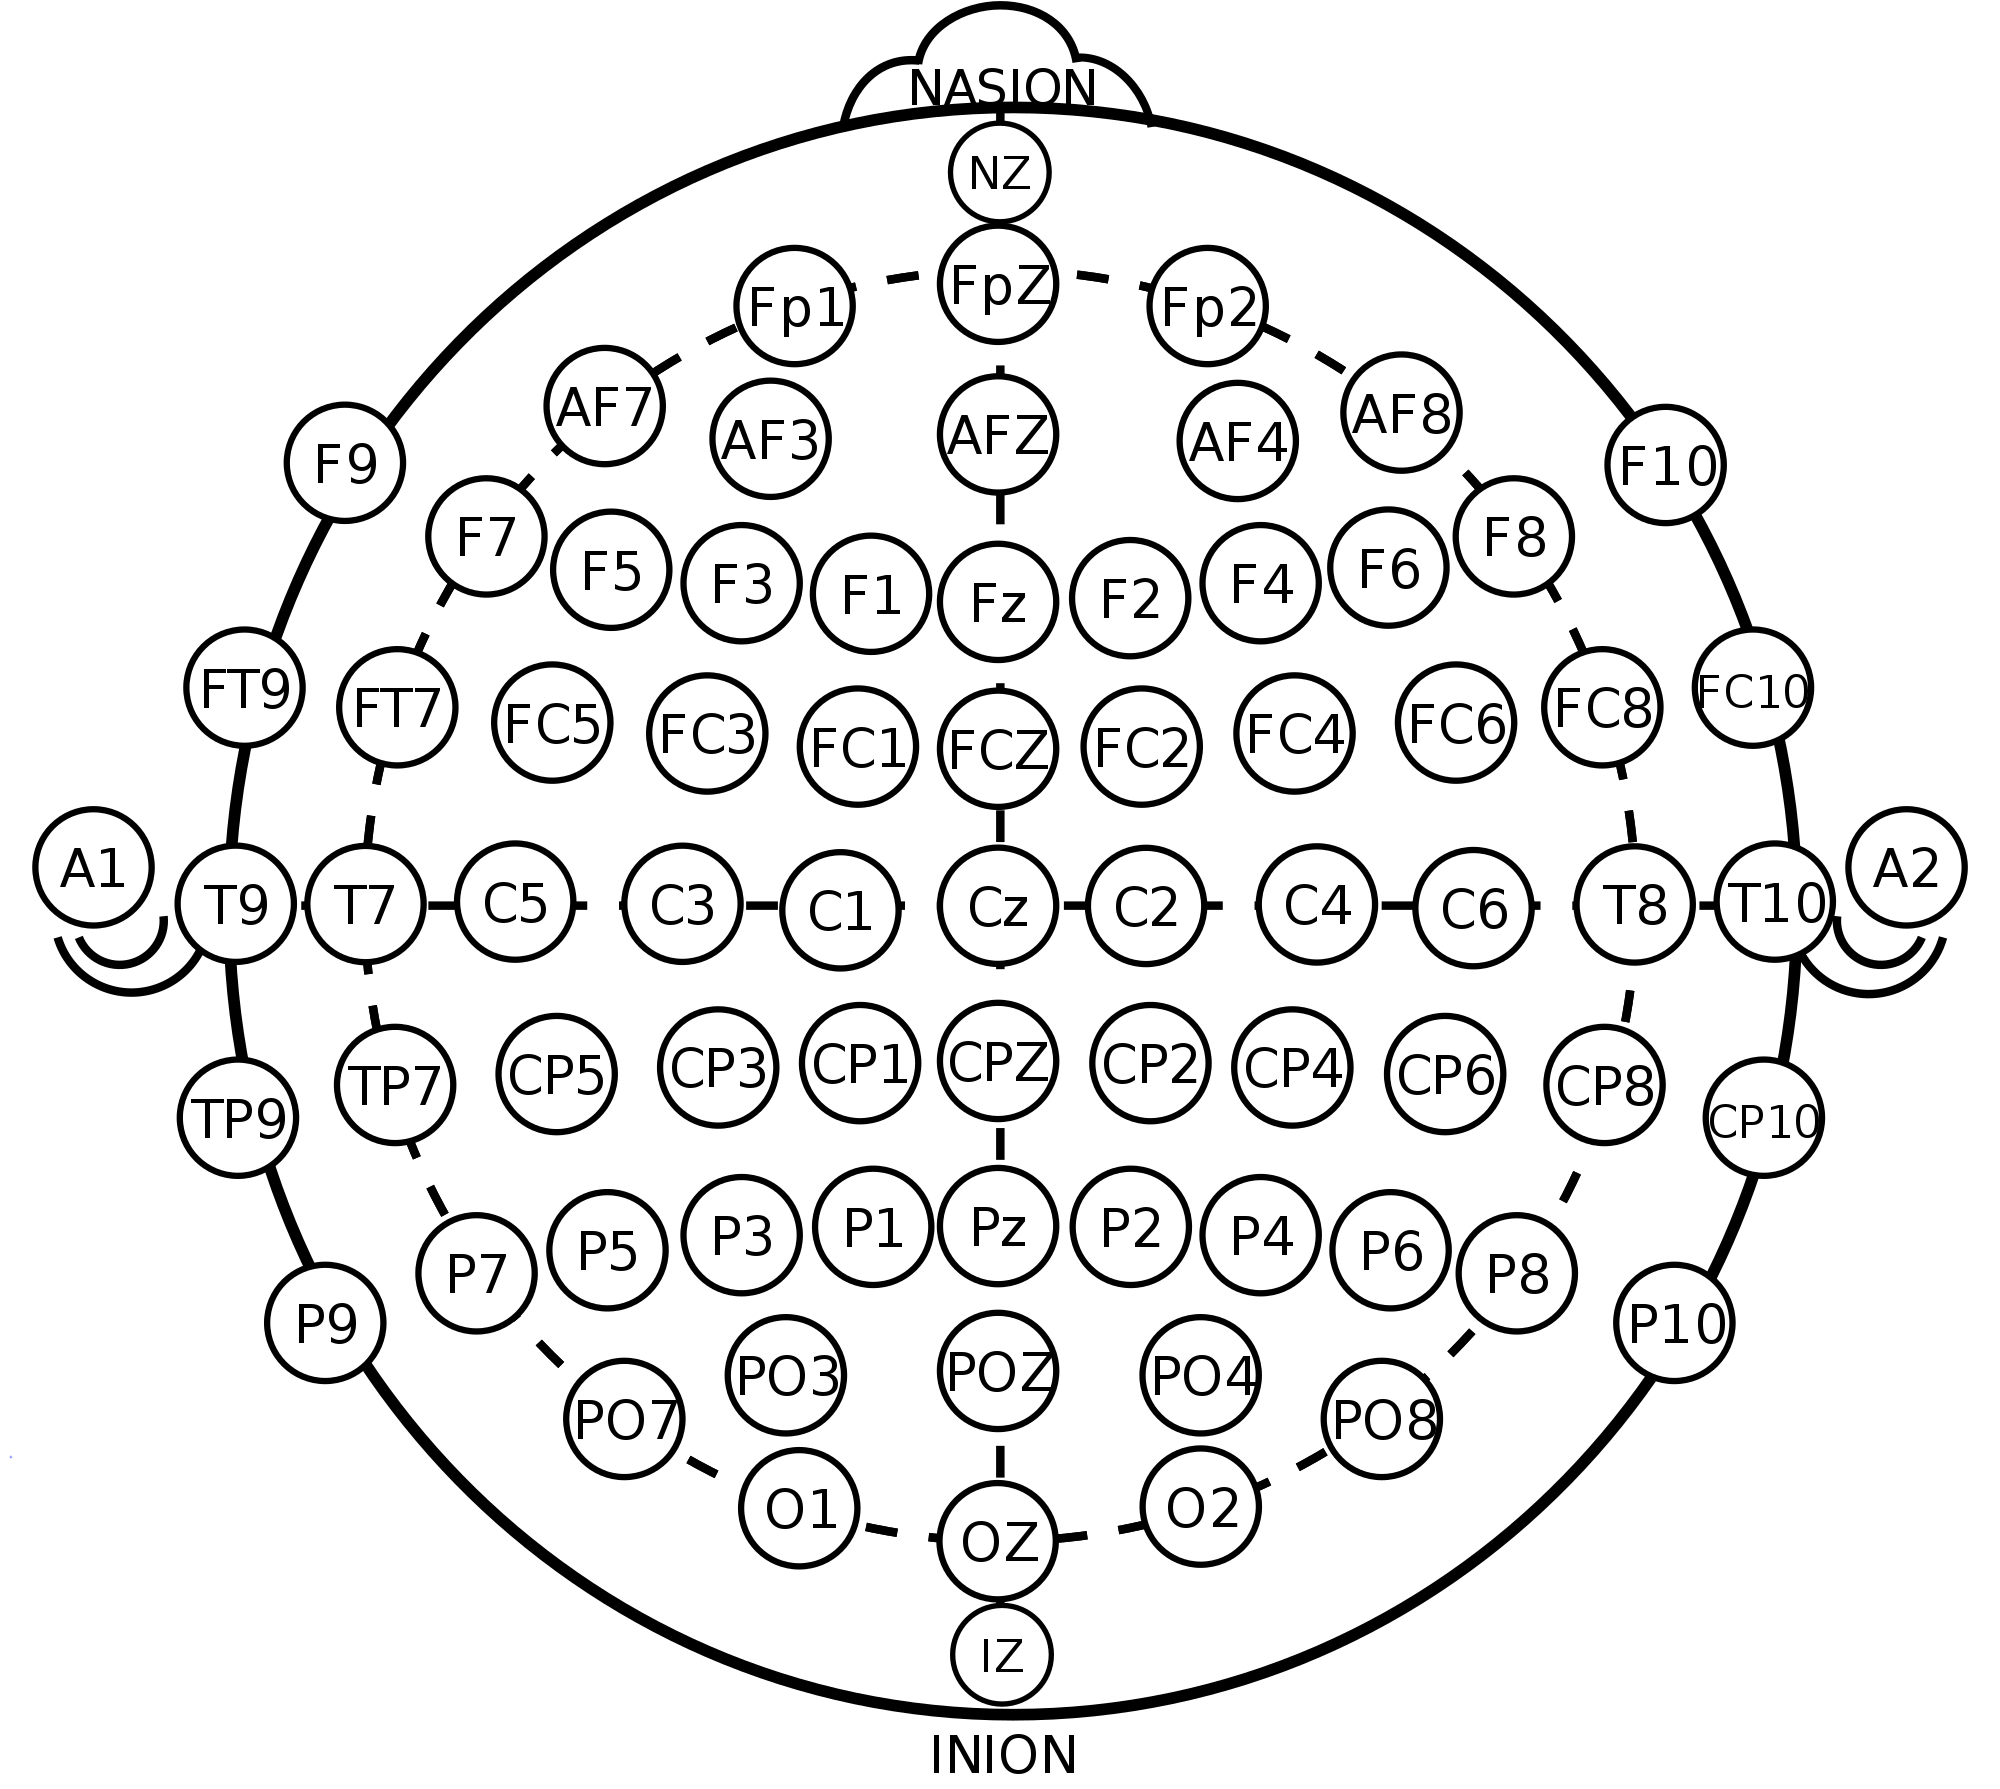 NASION
NZ
Fp1 FpZ Fp2
AF7 AF3 AFZ AF4 AF8
F9 F7 F5 F3 F1 Fz F2 F4 F6 F8 F10
FT9 FT7 FC5 FC3 FC1 FCZ FC2 FC4 FC6 FC8 FC10
A1 T9 T7 C5 C3 C1 Cz C2 C4 C6 T8 T10 A2
TP9 TP7 CP5 CP3 CP1 CPZ CP2 CP4 CP6 CP8 CP10
P9 P7 P5 P3 P1 Pz P2 P4 P6 P8 P10
PO7 PO3 POZ PO4 PO8
O1 OZ O2
IZ
INION